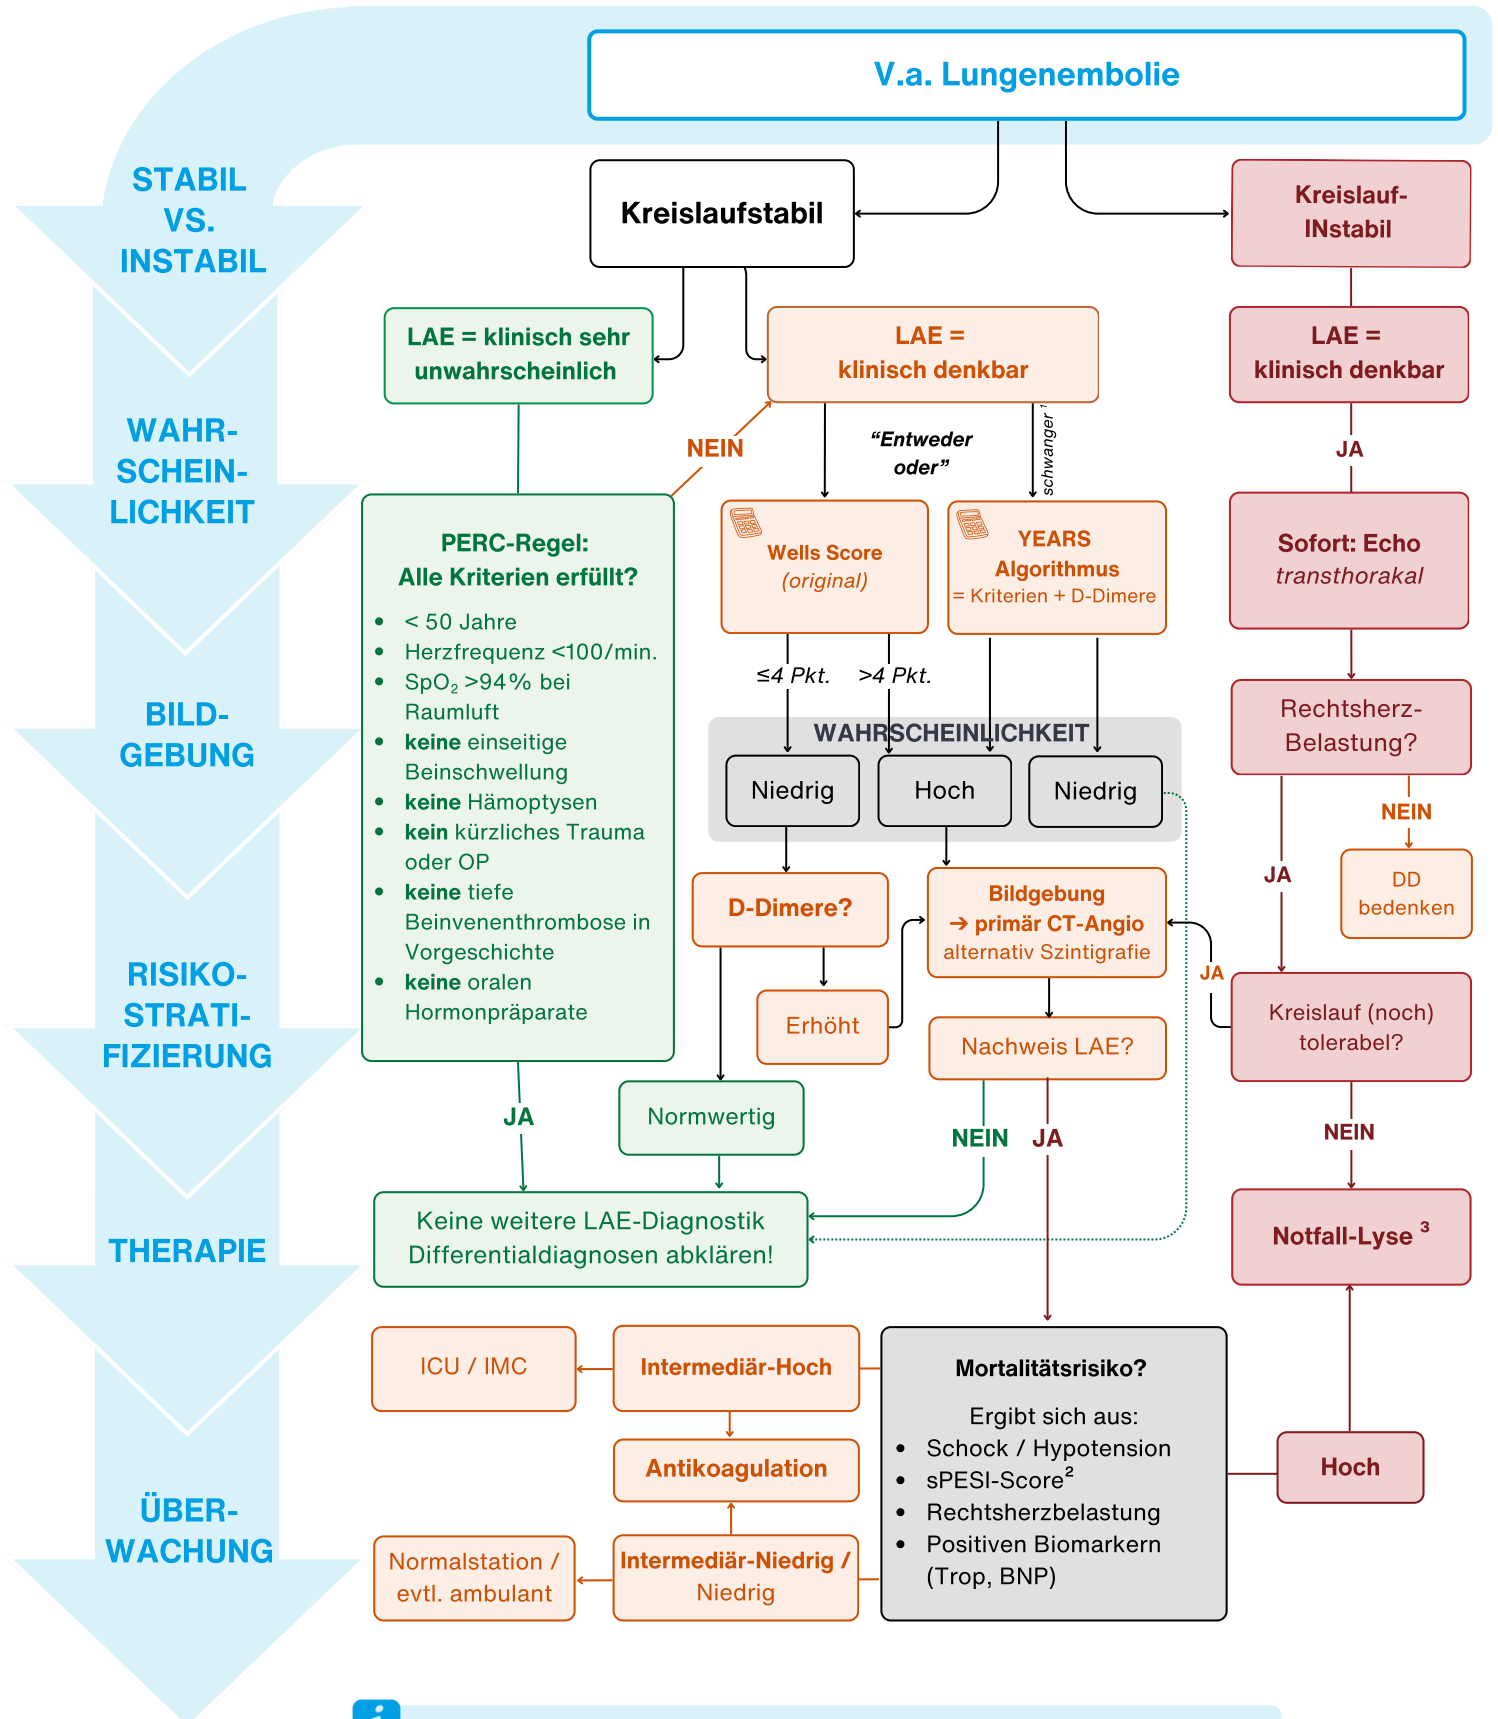 V.a. Lungenembolie
STABIL
VS.
INSTABIL
WAHR-
SCHEIN-
LICHKEIT
BILD-
GEBUNG
RISIKO-
STRATI-
FIZIERUNG
THERAPIE
ÜBER-
WACHUNG
Kreislaufstabil
Kreislauf-
INstabil
LAE = klinisch sehr
unwahrscheinlich
LAE =
klinisch denkbar
LAE =
klinisch denkbar
NEIN
“Entweder
oder”
schwanger ¹
JA
PERC-Regel:
Alle Kriterien erfüllt?
• < 50 Jahre
• Herzfrequenz <100/min.
• SpO₂ >94% bei
Raumluft
• keine einseitige
Beinschwellung
• keine Hämoptysen
• kein kürzliches Trauma
oder OP
• keine tiefe
Beinvenenthrombose in
Vorgeschichte
• keine oralen
Hormonpräparate
Wells Score
(original)
YEARS
Algorithmus
= Kriterien + D-Dimere
Sofort: Echo
transthorakal
≤4 Pkt.
>4 Pkt.
WAHRSCHEINLICHKEIT
Niedrig
Hoch
Niedrig
Rechtsherz-
Belastung?
NEIN
JA
DD
bedenken
D-Dimere?
Bildgebung
➔ primär CT-Angio
alternativ Szintigrafie
JA
Erhöht
Nachweis LAE?
Kreislauf (noch)
tolerabel?
JA
Normwertig
NEIN
JA
NEIN
Keine weitere LAE-Diagnostik
Differentialdiagnosen abklären!
Notfall-Lyse ³
ICU / IMC
Intermediär-Hoch
Antikoagulation
Normalstation /
evtl. ambulant
Intermediär-Niedrig /
Niedrig
Mortalitätsrisiko?
Ergibt sich aus:
• Schock / Hypotension
• sPESI-Score²
• Rechtsherzbelastung
• Positiven Biomarkern
(Trop, BNP)
Hoch